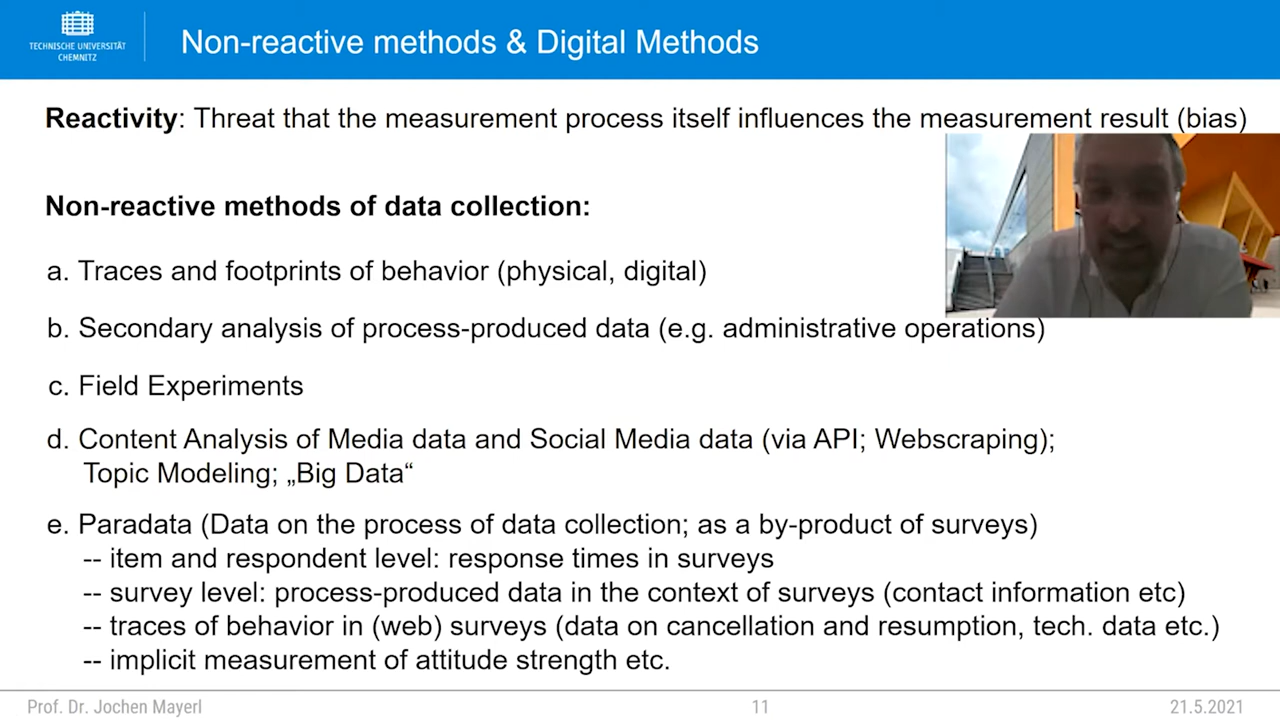 TECHNISCHE UNIVERSITÄT
CHEMNITZ
Non-reactive methods & Digital Methods
Reactivity: Threat that the measurement process itself influences the measurement result (bias)
Non-reactive methods of data collection:
a. Traces and footprints of behavior (physical, digital)
b. Secondary analysis of process-produced data (e.g. administrative operations)
c. Field Experiments
d. Content Analysis of Media data and Social Media data (via API; Webscraping);
Topic Modeling; „Big Data“
e. Paradata (Data on the process of data collection; as a by-product of surveys)
-- item and respondent level: response times in surveys
-- survey level: process-produced data in the context of surveys (contact information etc)
-- traces of behavior in (web) surveys (data on cancellation and resumption, tech. data etc.)
-- implicit measurement of attitude strength etc.
Prof. Dr. Jochen Mayerl
11
21.5.2021